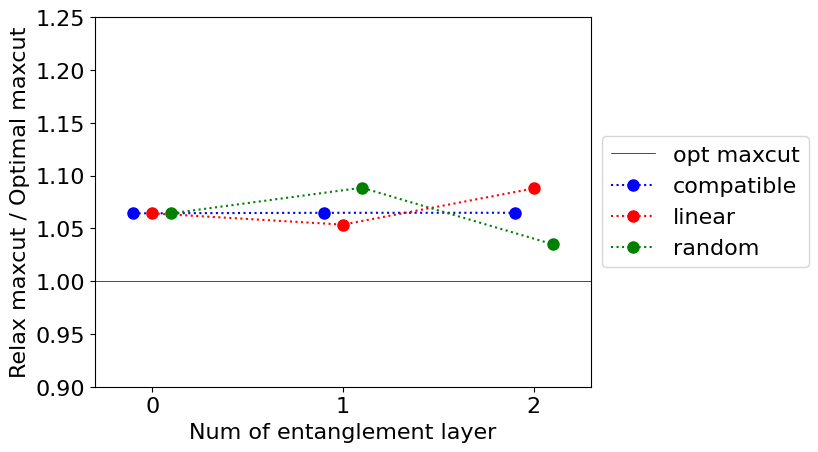 Relax maxcut / Optimal maxcut
1.25
1.20
1.15
1.10
1.05
1.00
0.95
0.90
0 1 2
Num of entanglement layer
opt maxcut
compatible
linear
random